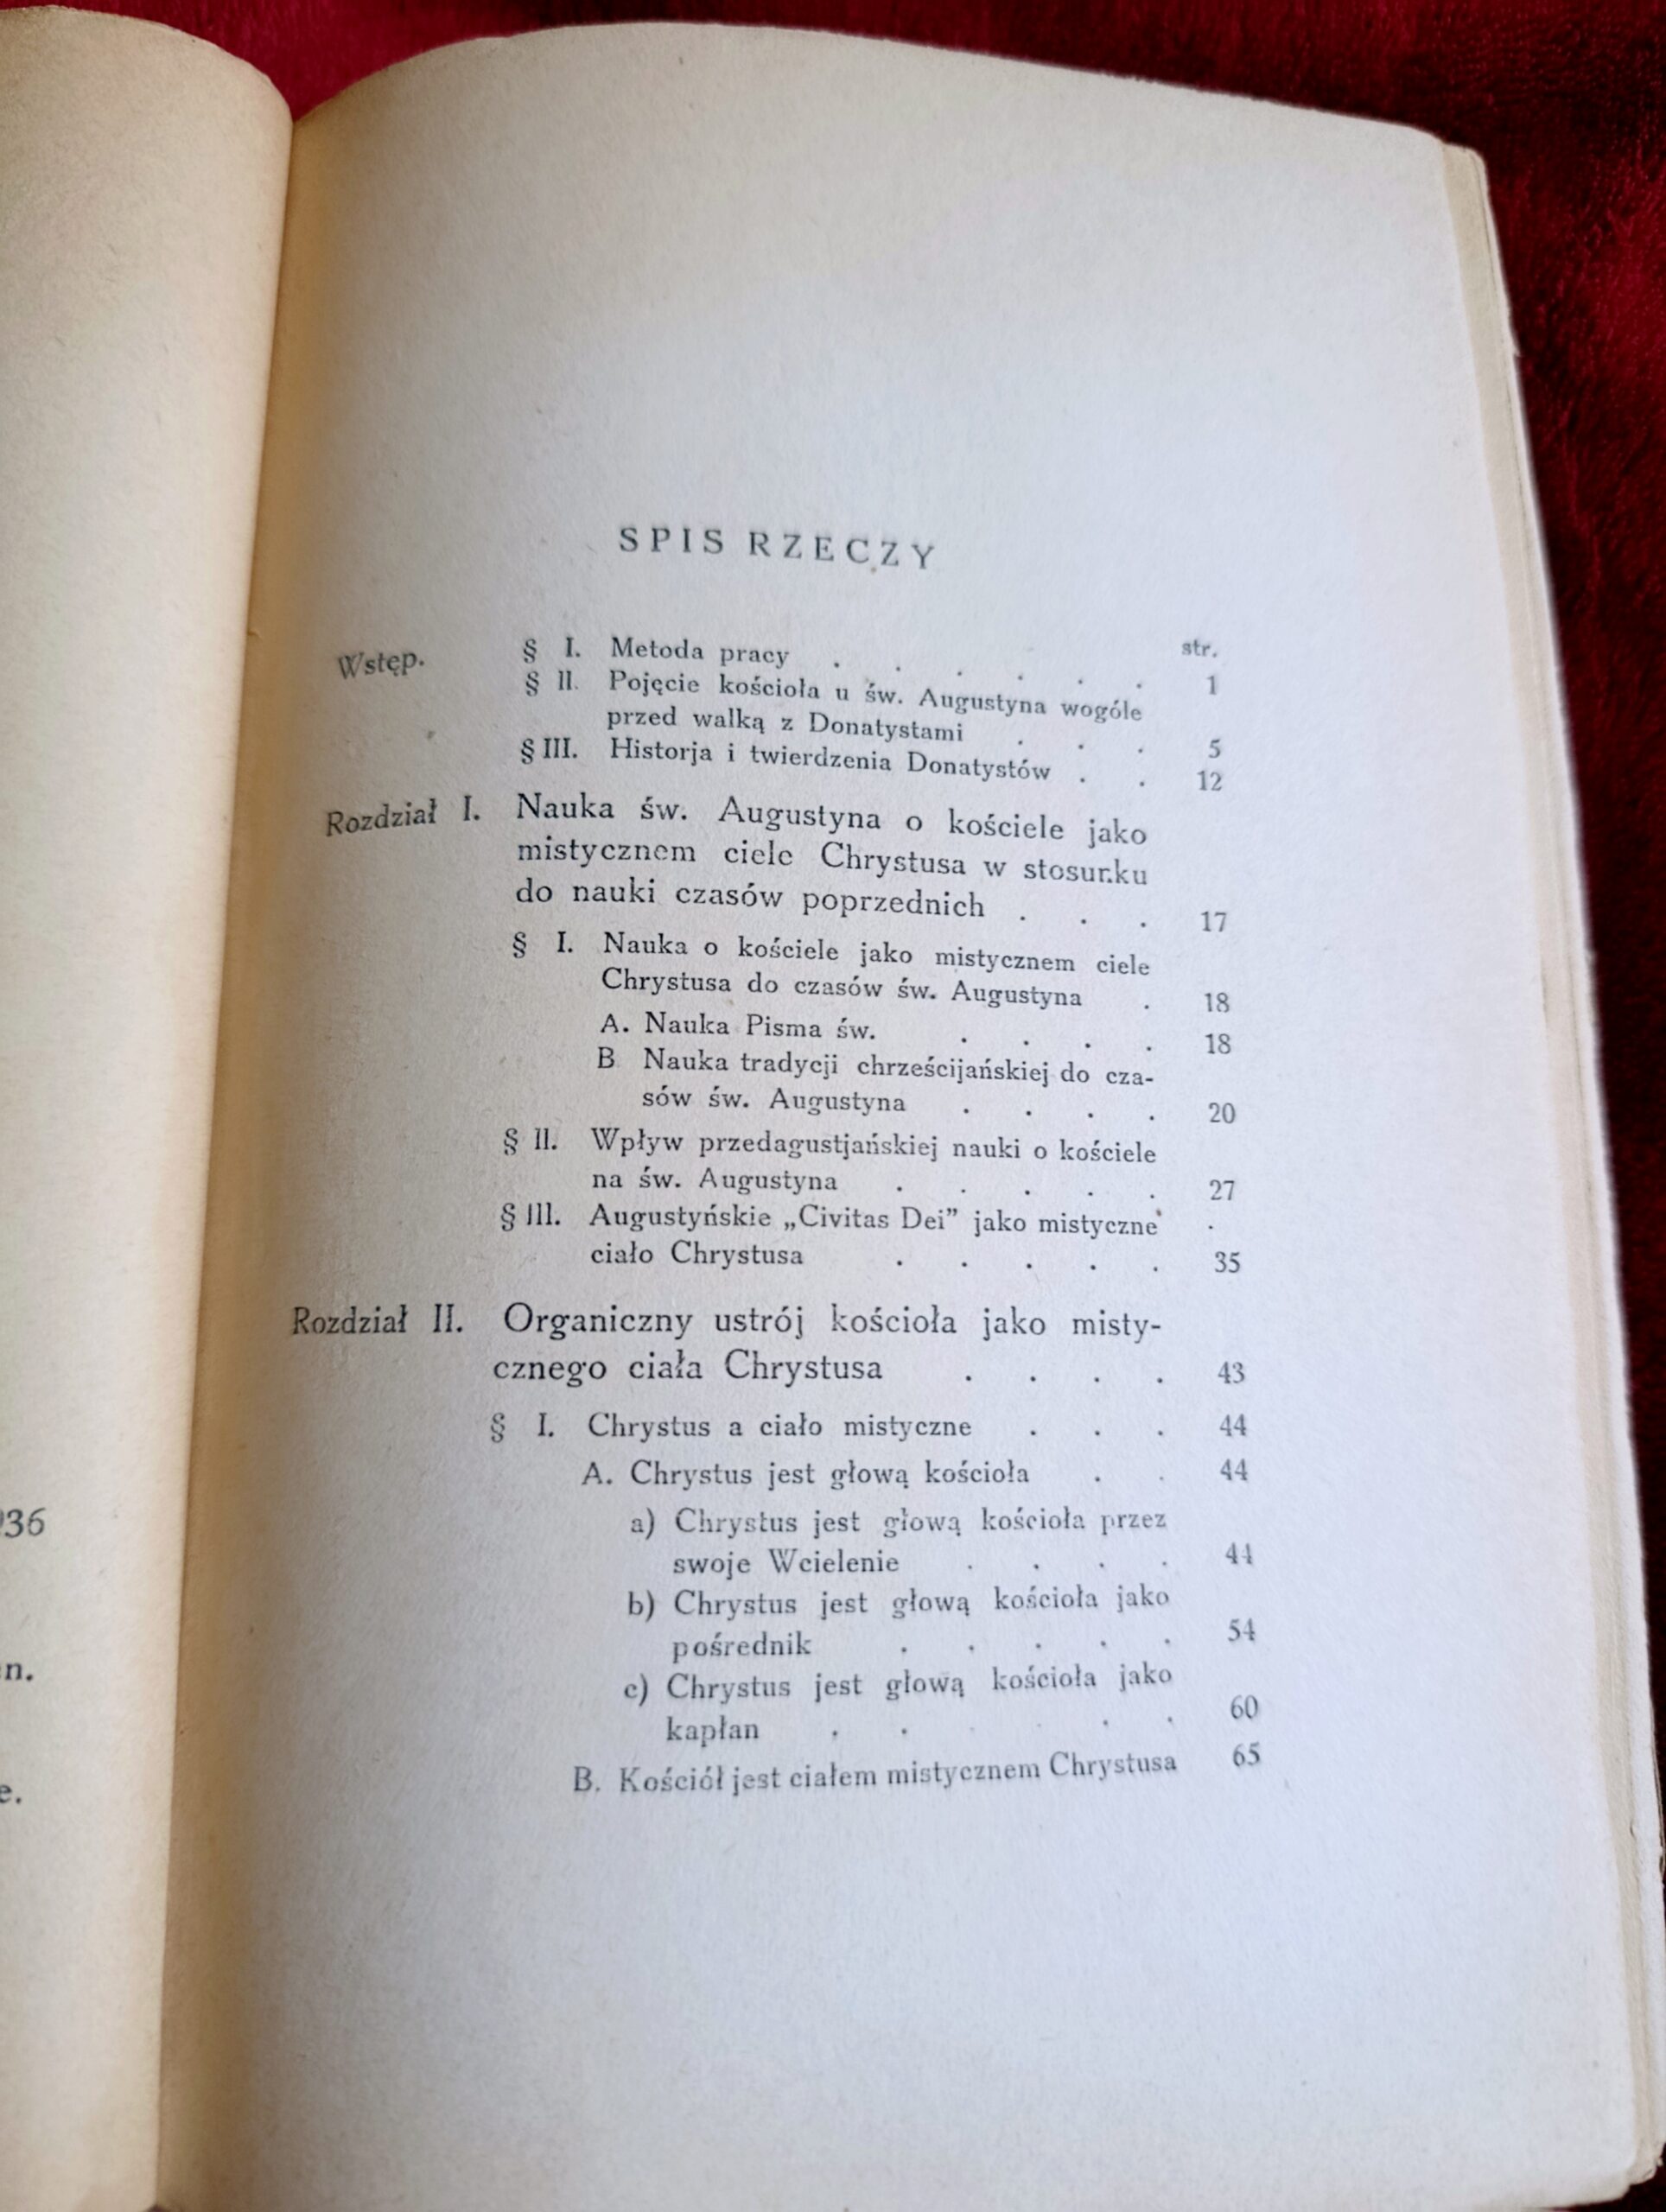 36
n.
e.
SPIS RZECZY
str.
Wstęp. § I. Metoda pracy . . . . . . 1
§ II. Pojęcie kościoła u św. Augustyna wogóle
przed walką z Donatystami . . . 5
§ III. Historja i twierdzenia Donatystów . . 12
Rozdział I. Nauka św. Augustyna o kościele jako
mistycznem ciele Chrystusa w stosunku
do nauki czasów poprzednich . . . 17
§ I. Nauka o kościele jako mistycznem ciele
Chrystusa do czasów św. Augustyna . 18
A. Nauka Pisma św. . . . . 18
B Nauka tradycji chrześcijańskiej do cza-
sów św. Augustyna . . . . 20
§ II. Wpływ przedagustjańskiej nauki o kościele
na św. Augustyna . . . . . 27
§ III. Augustyńskie „Civitas Dei” jako mistyczne
ciało Chrystusa . . . . . 35
Rozdział II. Organiczny ustrój kościoła jako misty-
cznego ciała Chrystusa . . . . 43
§ I. Chrystus a ciało mistyczne . . . 44
A. Chrystus jest głową kościoła . . 44
a) Chrystus jest głową kościoła przez
swoje Wcielenie . . . . 44
b) Chrystus jest głową kościoła jako
pośrednik . . . . . 54
c) Chrystus jest głową kościoła jako
kapłan . . . . . 60
B. Kościół jest ciałem mistycznem Chrystusa 65